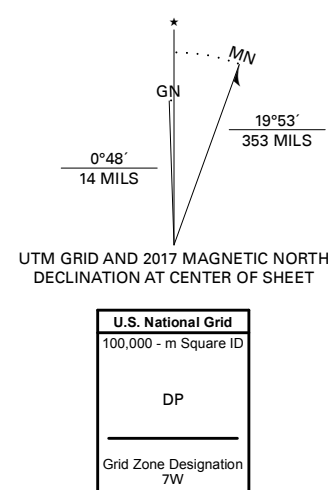 ★
MN
GN
19°53´
353 MILS
0°48´
14 MILS
UTM GRID AND 2017 MAGNETIC NORTH
DECLINATION AT CENTER OF SHEET
U.S. National Grid
100,000 - m Square ID
DP
Grid Zone Designation
7W